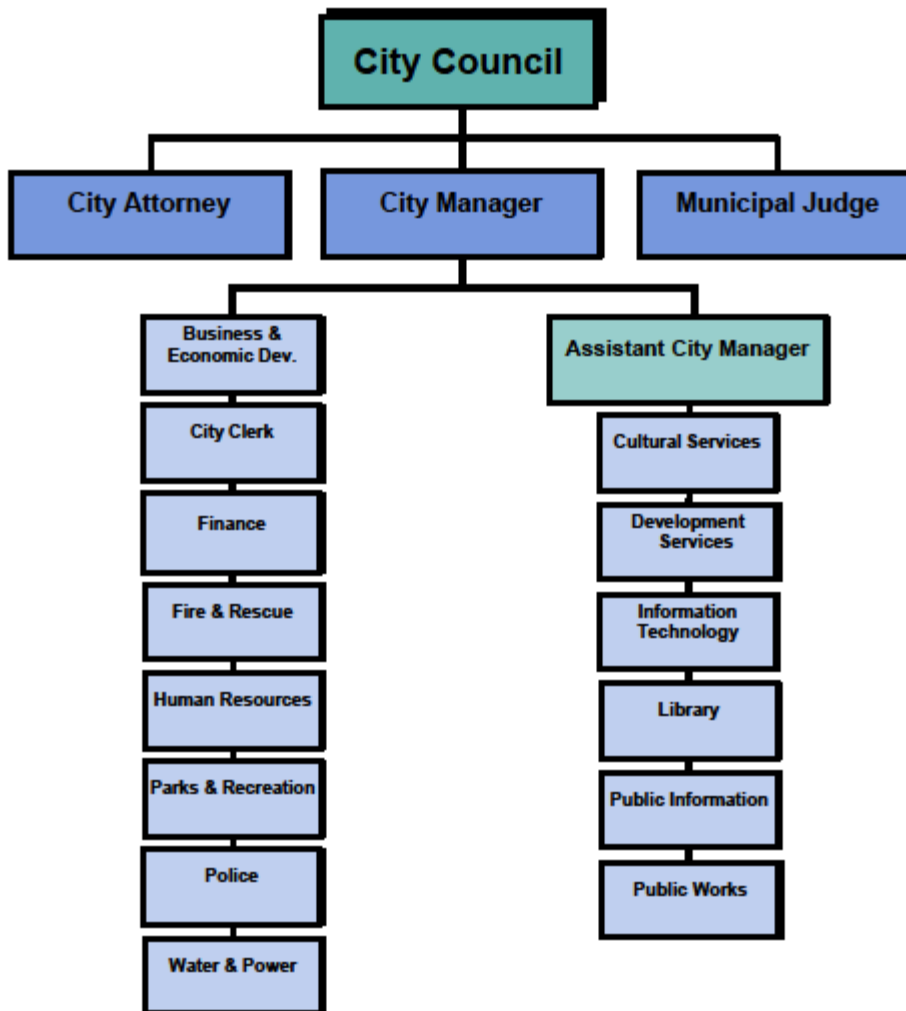 City Council
City Attorney
City Manager
Municipal Judge
Business &
Economic Dev.
City Clerk
Finance
Fire & Rescue
Human Resources
Parks & Recreation
Police
Water & Power
Assistant City Manager
Cultural Services
Development
Services
Information
Technology
Library
Public Information
Public Works